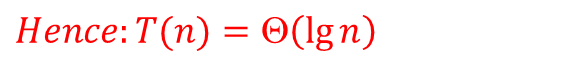 Hence: T(n) = Θ(lg n)